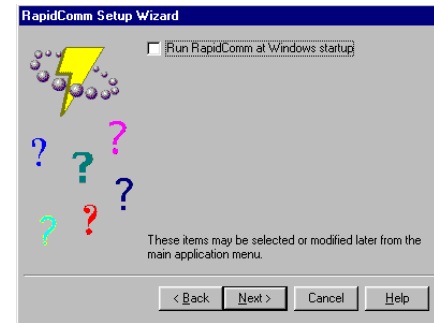 RapidComm Setup Wizard
Run RapidComm at Windows startup
? ? ? ? ? ?
These items may be selected or modified later from the
main application menu.
< Back Next > Cancel Help